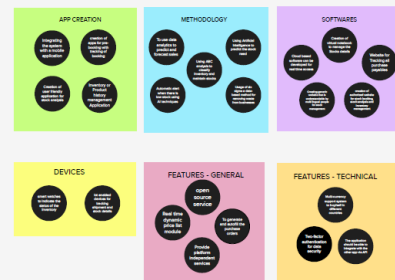 APP CREATION
Integrating
the system
with a mobile
application
creation of
apps for pre
booking with
tracking of
booking
Creation of
user friendly
application for
stock analysis
Inventory or
Product
history
management
Application
METHODOLOGY
To use data
analytics to
predict and
forecast sales
Using ABC
analysis to
classify
inventory and
maintain stocks
Using Artificial
Intelligence to
predict the stock
need
Automatic alert
when there is
low stock using
AI techniques
SOFTWARES
Creation of
virtual notebook
to manage the
Stocks details
Cloud based
software can be
developed for
real time access
Website for
Tracking all
purchase
payables
DEVICES
smart watches
to indicate the
status of the
inventory
FEATURES - GENERAL
open
source
service
Real time
dynamic
price list
module
To generate
and autofill the
purchase
orders
Provide
platform
independent
services
FEATURES - TECHNICAL
Two-factor
authentication
for data
security